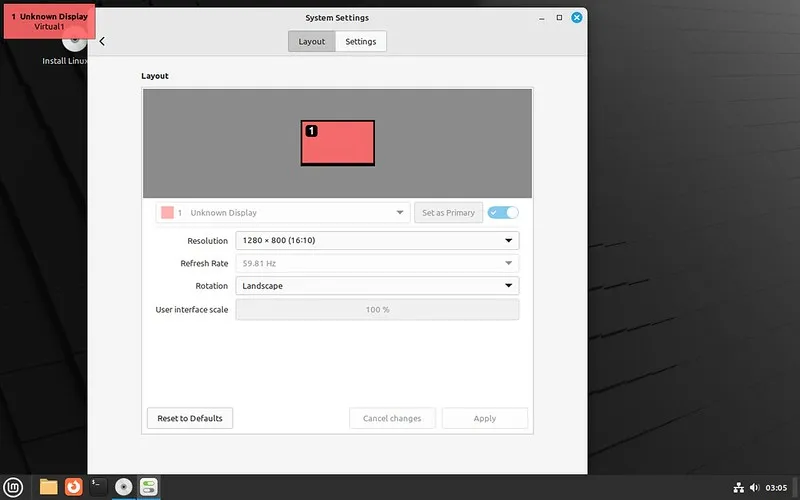 1 Unknown Display
Virtual1
Install Linux
System Settings
Layout
Settings
Layout
1
1 Unknown Display
Set as Primary
Resolution
1280 × 800 (16:10)
Refresh Rate
59.81 Hz
Rotation
Landscape
User interface scale
100 %
Reset to Defaults
Cancel changes
Apply
$_
03:05